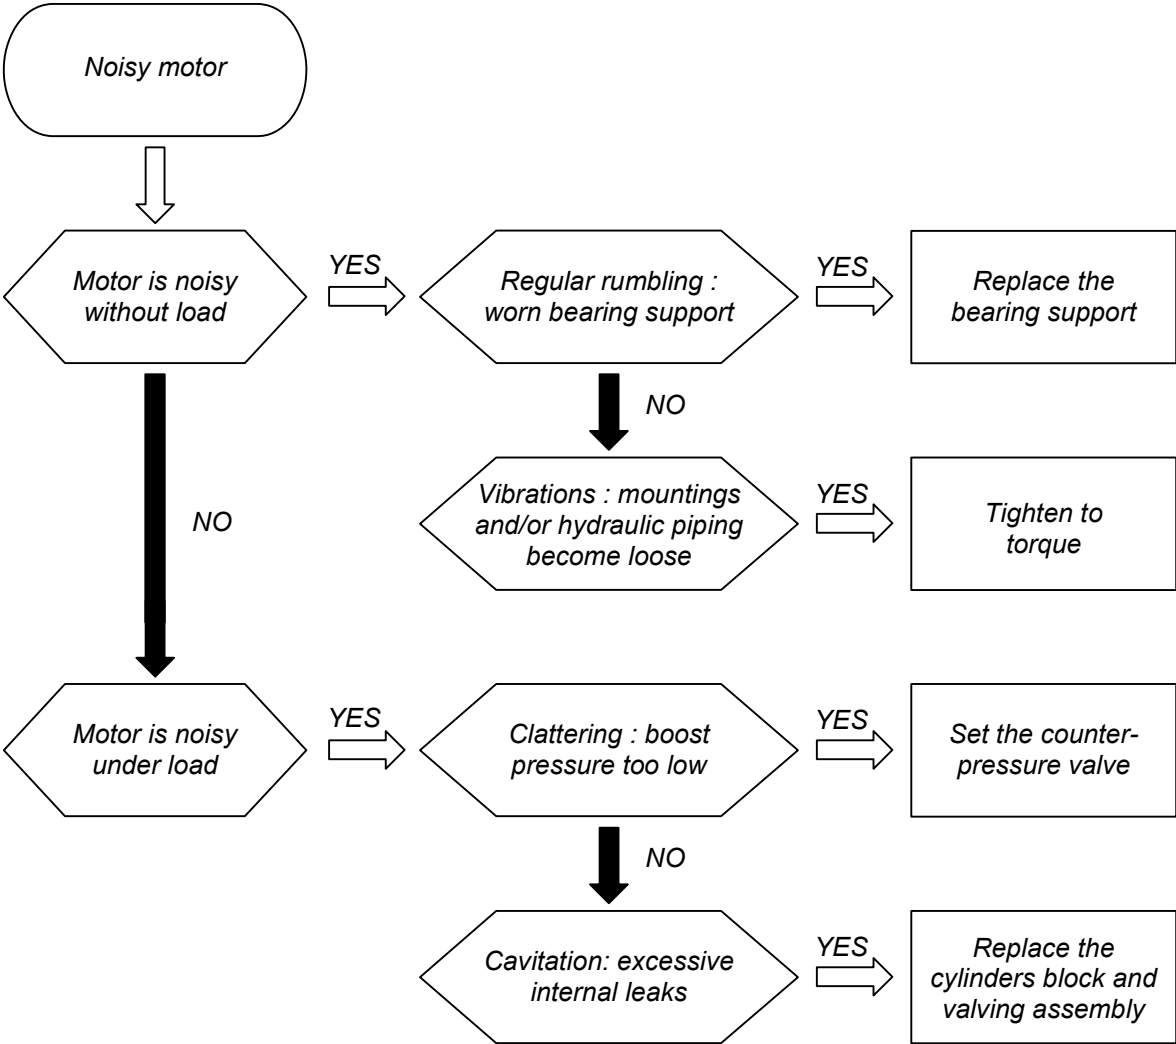 Noisy motor
Motor is noisy
without load
YES
Regular rumbling :
worn bearing support
YES
Replace the
bearing support
NO
Vibrations : mountings
and/or hydraulic piping
become loose
YES
Tighten to
torque
NO
Motor is noisy
under load
YES
Clattering : boost
pressure too low
YES
Set the counter-
pressure valve
NO
Cavitation: excessive
internal leaks
YES
Replace the
cylinders block and
valving assembly